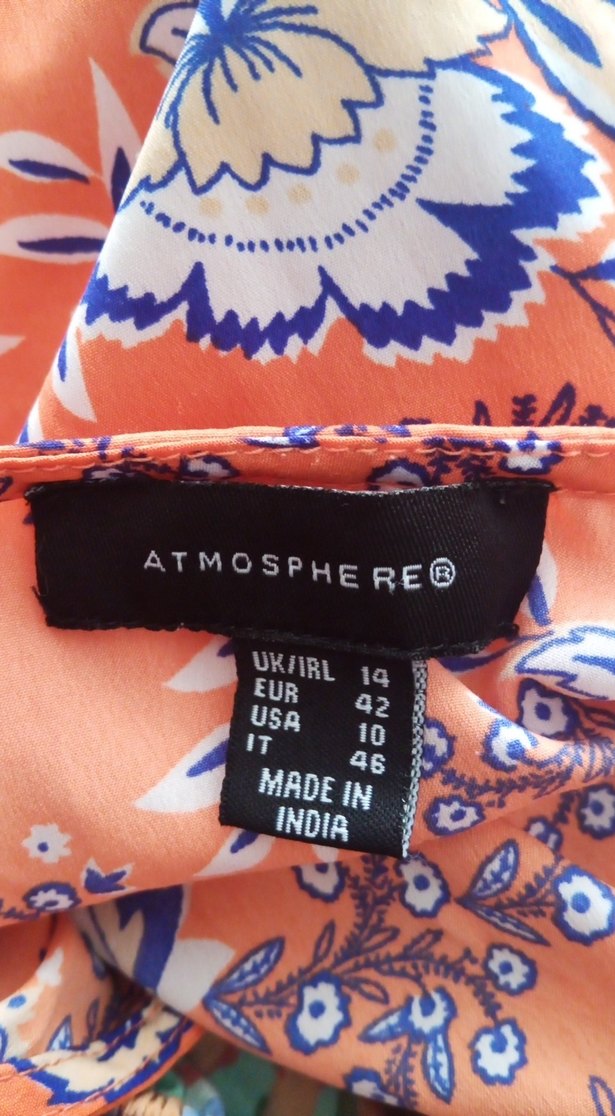 ATMOSPHERE®
UK/IRL 14
EUR 42
USA 10
IT 46
MADE IN
INDIA